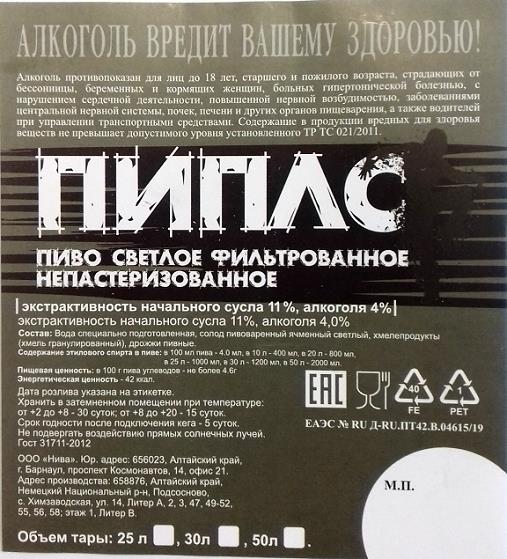 АЛКОГОЛЬ ВРЕДИТ ВАШЕМУ ЗДОРОВЬЮ!
Алкоголь противопоказан для лиц до 18 лет, старшего и пожилого возраста, страдающих от
бессонницы, беременных и кормящих женщин, больных гипертонической болезнью, с
нарушением сердечной деятельности, повышенной нервной возбудимостью, заболеваниями
центральной нервной системы, почек, печени и других органов пищеварения, а также водителей
при управлении транспортными средствами. Содержание в продукции вредных для здоровья
веществ не превышает допустимого уровня установленного ТР ТС 021/2011.
ПИПЛС
ПИВО СВЕТЛОЕ ФИЛЬТРОВАННОЕ
НЕПАСТЕРИЗОВАННОЕ
экстрактивность начального сусла 11%, алкоголя 4%
экстрактивность начального сусла 11%, алкоголя 4,0%
Состав: Вода специально подготовленная, солод пивоваренный ячменный светлый, хмелепродукты
(хмель гранулированный), дрожжи пивные.
Содержание этилового спирта в пиве: в 100 мл пива - 4.0 мл, в 10 л - 400 мл, в 20 л - 800 мл,
в 25 л - 1000 мл, в 30 л - 1200 мл, в 50 л - 2000 мл.
Пищевая ценность: в 100 г пива углеводов - не более 4.6г
Энергетическая ценность - 42 ккал.
Дата розлива указана на этикетке.
Хранить в затемненном помещении при температуре:
от +2 до +8 - 30 суток; от +8 до +20 - 15 суток.
Срок годности после подключения кега - 5 суток.
Не подвергать воздействию прямых солнечных лучей.
Гост 31711-2012
EAC
40
FE
1
PET
ЕАЭС № RU Д-RU.ПТ42.В.04615/19
ООО «Нива». Юр. адрес: 656023, Алтайский край,
г. Барнаул, проспект Космонавтов, 14, офис 21.
Адрес производства: 658876, Алтайский край,
Немецкий Национальный р-н, Подсосново,
с. Химзаводская, ул. 14, Литер А, 2, 3, 47, 49-52,
55, 56, 58; этаж 1, Литер В.
М.П.
Объем тары: 25 л , 30л , 50л .